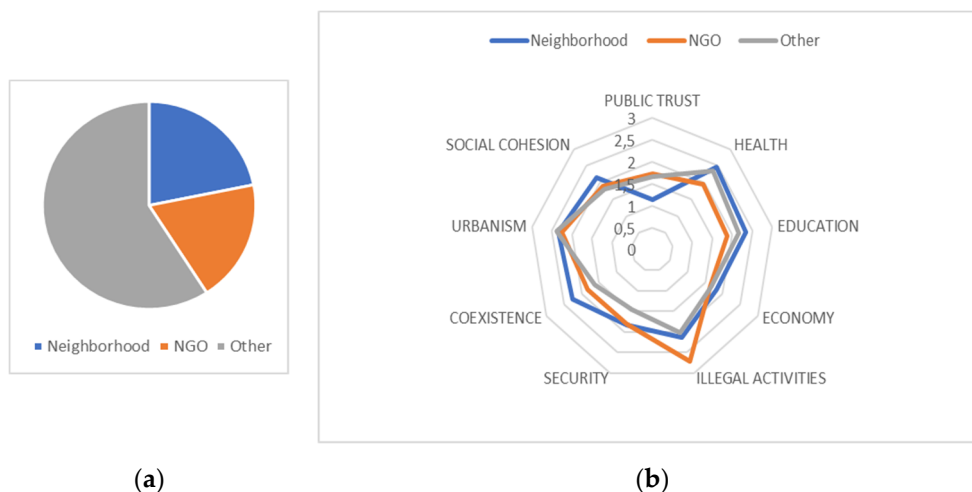 Neighborhood NGO Other
Neighborhood NGO Other
PUBLIC TRUST
HEALTH
EDUCATION
ECONOMY
ILLEGAL ACTIVITIES
SECURITY
COEXISTENCE
URBANISM
SOCIAL COHESION
3
2,5
2
1,5
1
0,5
0
(a)
(b)